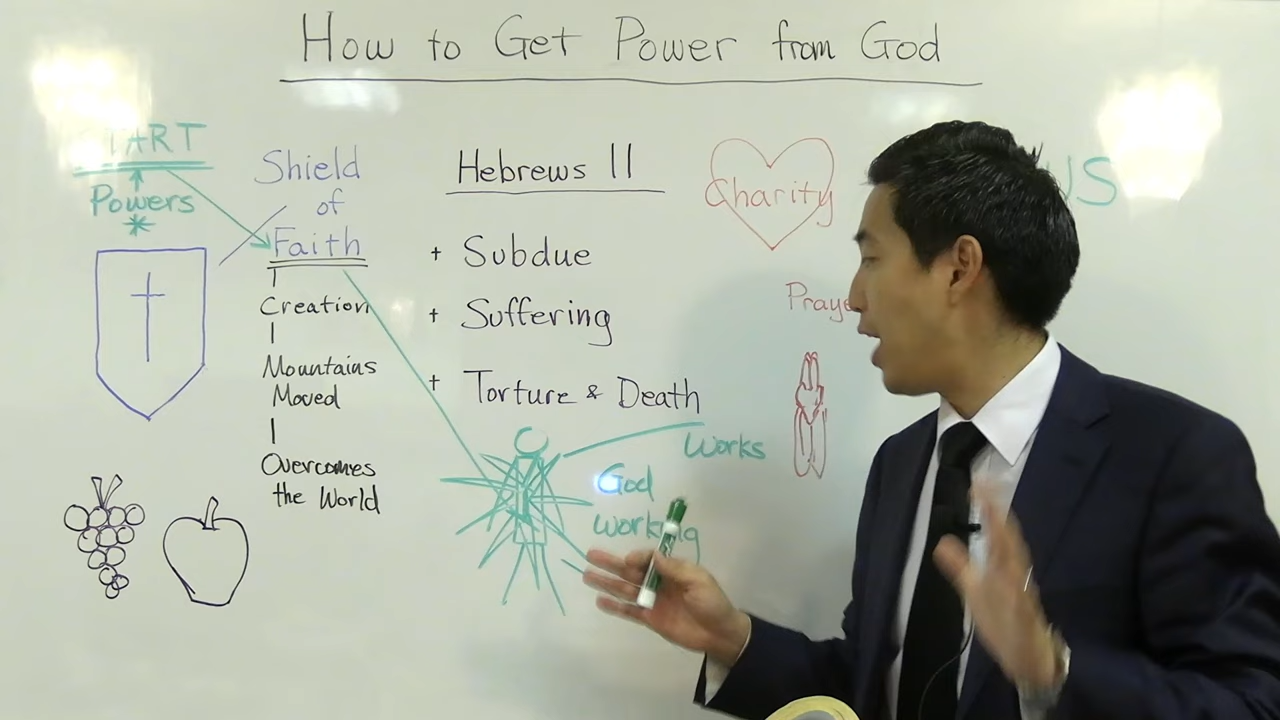 How to Get Power from God
START
Powers
*
Shield
of
Faith
Creation
Mountains
Moved
Overcomes
the World
Hebrews 11
+ Subdue
+ Suffering
+ Torture & Death
Works
God
working
Charity